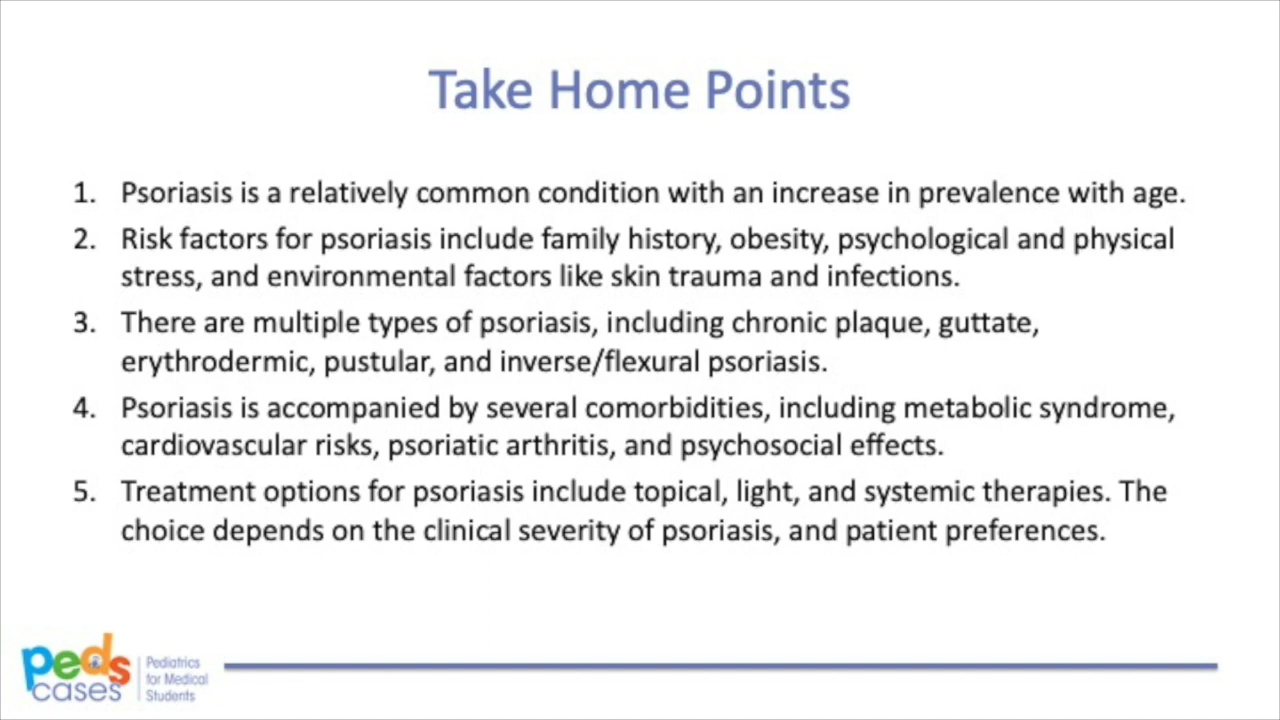 Take Home Points
1. Psoriasis is a relatively common condition with an increase in prevalence with age.
2. Risk factors for psoriasis include family history, obesity, psychological and physical
stress, and environmental factors like skin trauma and infections.
3. There are multiple types of psoriasis, including chronic plaque, guttate,
erythrodermic, pustular, and inverse/flexural psoriasis.
4. Psoriasis is accompanied by several comorbidities, including metabolic syndrome,
cardiovascular risks, psoriatic arthritis, and psychosocial effects.
5. Treatment options for psoriasis include topical, light, and systemic therapies. The
choice depends on the clinical severity of psoriasis, and patient preferences.
peds
cases
Pediatrics
for Medical
Students